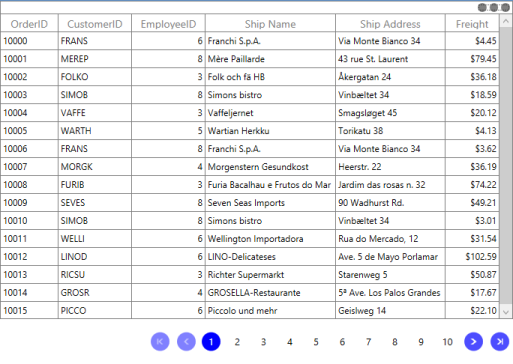 OrderID CustomerID EmployeeID Ship Name Ship Address Freight
10000 FRANS 6 Franchi S.p.A. Via Monte Bianco 34 $4.45
10001 MEREP 8 Mère Paillarde 43 rue St. Laurent $79.45
10002 FOLKO 3 Folk och fä HB Åkergatan 24 $36.18
10003 SIMOB 8 Simons bistro Vinbæltet 34 $18.59
10004 VAFFE 3 Vaffeljernet Smagsløget 45 $20.12
10005 WARTH 5 Wartian Herkku Torikatu 38 $4.13
10006 FRANS 8 Franchi S.p.A. Via Monte Bianco 34 $3.62
10007 MORGK 4 Morgenstern Gesundkost Heerstr. 22 $36.19
10008 FURIB 3 Furia Bacalhau e Frutos do Mar Jardim das rosas n. 32 $74.22
10009 SEVES 8 Seven Seas Imports 90 Wadhurst Rd. $49.21
10010 SIMOB 8 Simons bistro Vinbæltet 34 $3.01
10011 WELLI 6 Wellington Importadora Rua do Mercado, 12 $31.54
10012 LINOD 6 LINO-Delicateses Ave. 5 de Mayo Porlamar $102.59
10013 RICSU 3 Richter Supermarkt Starenweg 5 $50.87
10014 GROSR 4 GROSELLA-Restaurante 5ª Ave. Los Palos Grandes $17.67
10015 PICCO 6 Piccolo und mehr Geislweg 14 $22.10
1 2 3 4 5 6 7 8 9 10